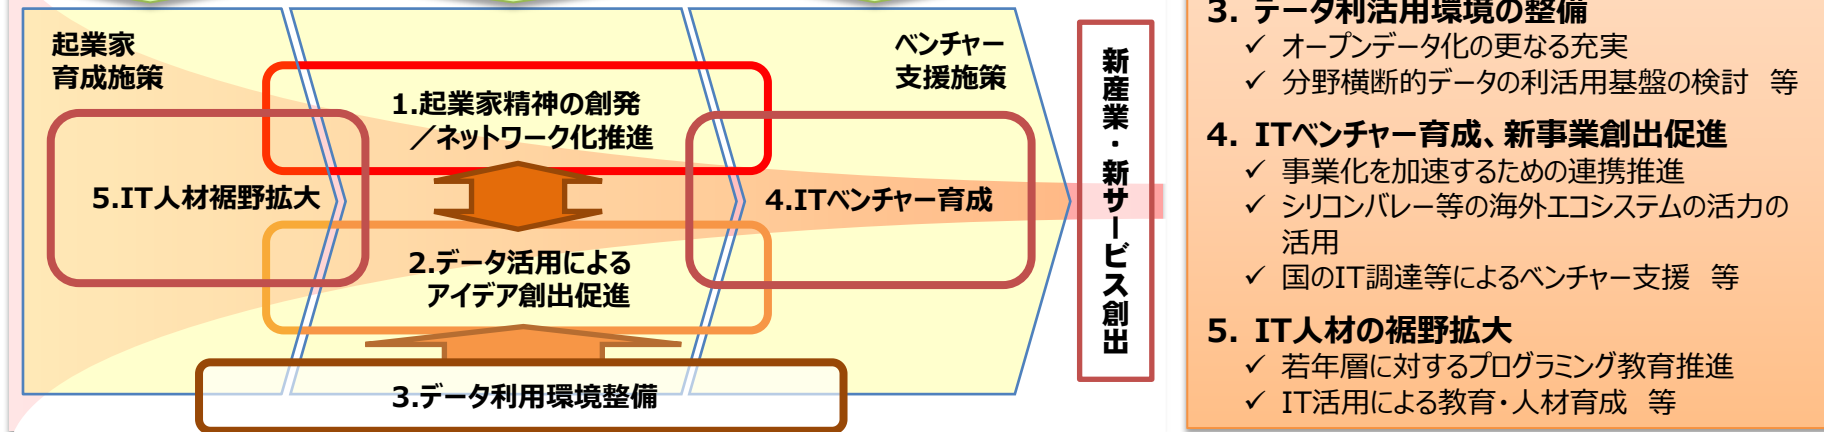 起業家
育成施策
ベンチャー
支援施策
1.起業家精神の創発
／ネットワーク化推進
5.IT人材裾野拡大
4.ITベンチャー育成
2.データ活用による
アイデア創出促進
3.データ利用環境整備
新産業・新サービス創出
3. データ利活用環境の整備
✓ オープンデータ化の更なる充実
✓ 分野横断的データの利活用基盤の検討　等
4. ITベンチャー育成、新事業創出促進
✓ 事業化を加速するための連携推進
✓ シリコンバレー等の海外エコシステムの活力の
活用
✓ 国のIT調達等によるベンチャー支援　等
5. IT人材の裾野拡大
✓ 若年層に対するプログラミング教育推進
✓ IT活用による教育・人材育成　等